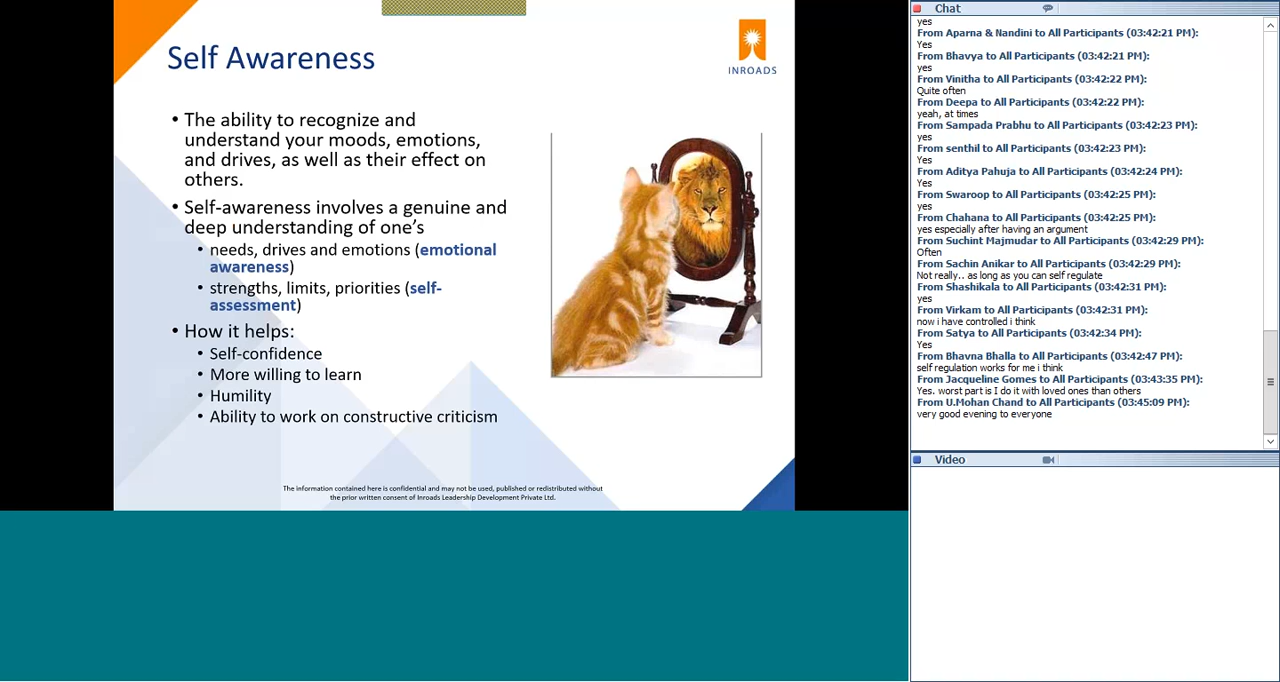 Self Awareness
INROADS
• The ability to recognize and
understand your moods, emotions,
and drives, as well as their effect on
others.
• Self-awareness involves a genuine and
deep understanding of one's
• needs, drives and emotions (emotional
awareness)
• strengths, limits, priorities (self-
assessment)
• How it helps:
• Self-confidence
• More willing to learn
• Humility
• Ability to work on constructive criticism
The information contained here is confidential and may not be used, published or redistributed without
the prior written consent of Inroads Leadership Development Private Ltd.
Chat
yes
From Aparna & Nandini to All Participants (03:42:21 PM):
Yes
From Bhavya to All Participants (03:42:21 PM):
yes
From Vinitha to All Participants (03:42:22 PM):
Quite often
From Deepa to All Participants (03:42:22 PM):
yeah, at times
From Sampada Prabhu to All Participants (03:42:23 PM):
yes
From senthil to All Participants (03:42:23 PM):
Yes
From Aditya Pahuja to All Participants (03:42:24 PM):
Yes
From Swaroop to All Participants (03:42:25 PM):
yes
From Chahana to All Participants (03:42:25 PM):
yes especially after having an argument
From Suchint Majmudar to All Participants (03:42:29 PM):
Often
From Sachin Anikar to All Participants (03:42:29 PM):
Not really.. as long as you can self regulate
From Shashikala to All Participants (03:42:31 PM):
yes
From Virkam to All Participants (03:42:31 PM):
now i have controlled i think
From Satya to All Participants (03:42:34 PM):
Yes
From Bhavna Bhalla to All Participants (03:42:47 PM):
self regulation works for me i think
From Jacqueline Gomes to All Participants (03:43:35 PM):
Yes. worst part is I do it with loved ones than others
From U.Mohan Chand to All Participants (03:45:09 PM):
very good evening to everyone
Video